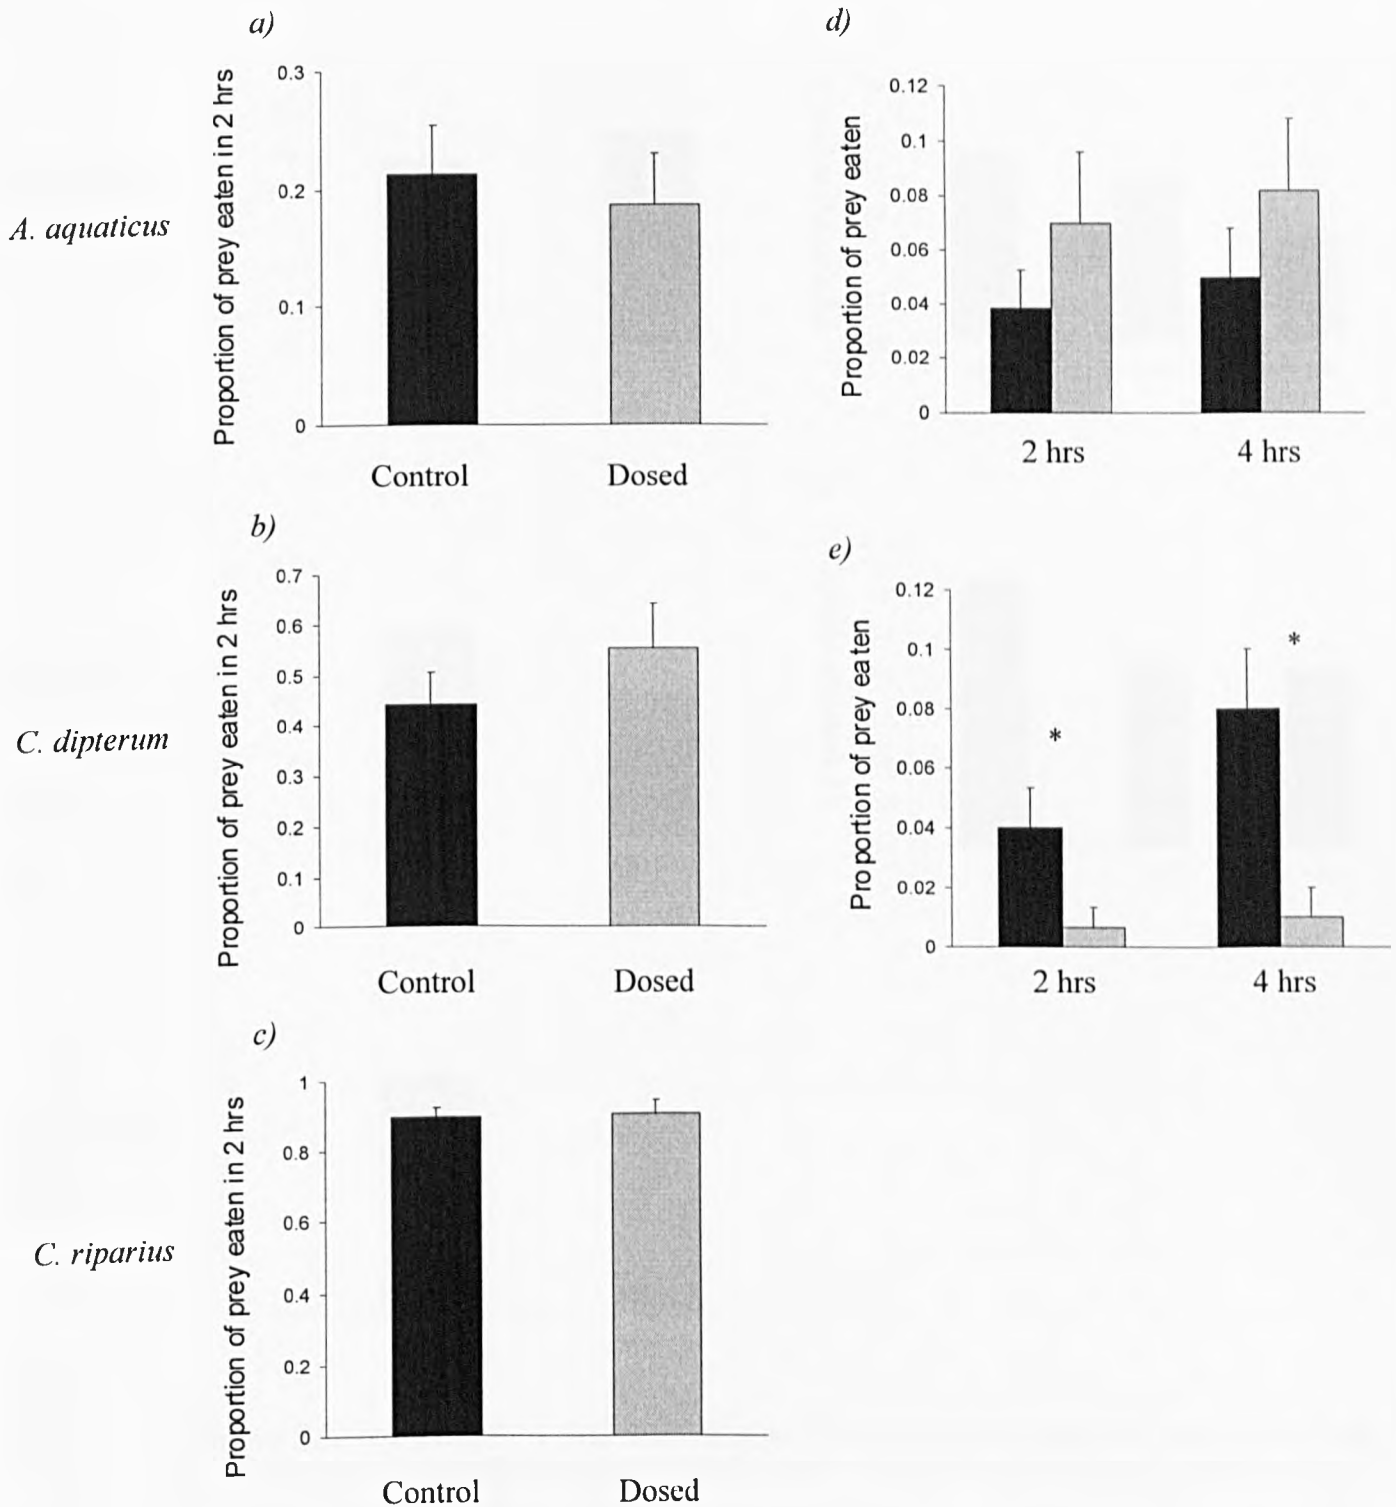 a)
Proportion of prey eaten in 2 hrs
0.3
0.2
0.1
0
Control
Dosed
A. aquaticus
d)
Proportion of prey eaten
0.12
0.1
0.08
0.06
0.04
0.02
0
2 hrs
4 hrs
b)
Proportion of prey eaten in 2 hrs
0.7
0.6
0.5
0.4
0.3
0.2
0.1
0
Control
Dosed
C. dipterum
e)
Proportion of prey eaten
0.12
0.1
0.08
0.06
0.04
0.02
0
*
*
2 hrs
4 hrs
c)
Proportion of prey eaten in 2 hrs
1
0.8
0.6
0.4
0.2
0
Control
Dosed
C. riparius